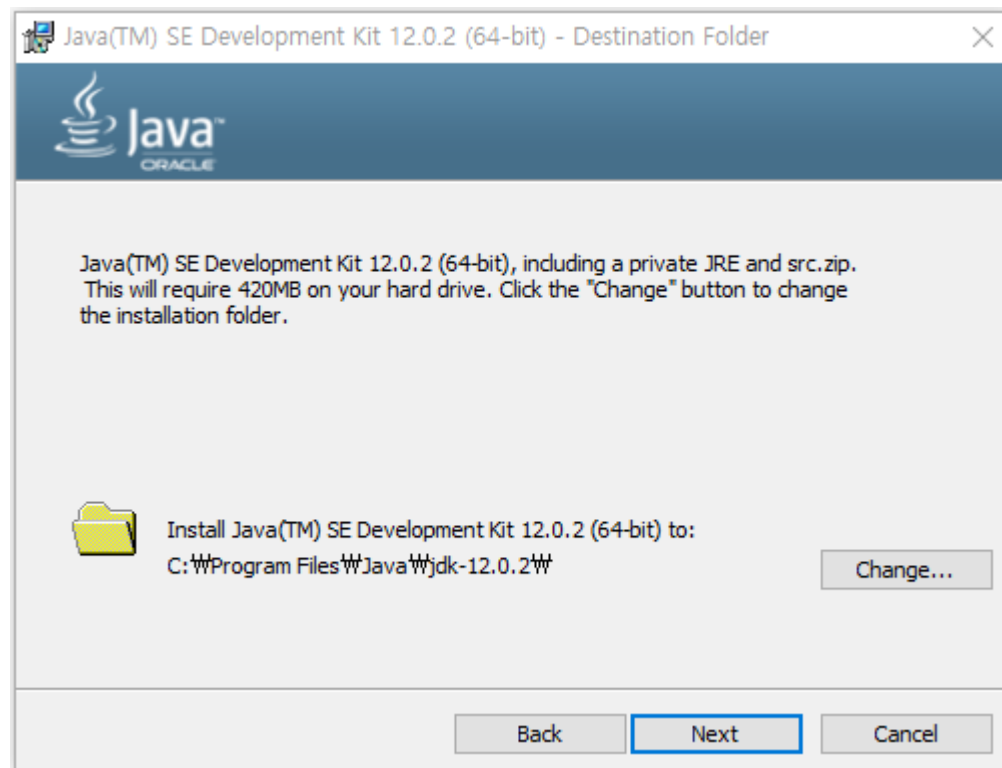 Java(TM) SE Development Kit 12.0.2 (64-bit) - Destination Folder
Java™
ORACLE
Java(TM) SE Development Kit 12.0.2 (64-bit), including a private JRE and src.zip.
This will require 420MB on your hard drive. Click the "Change" button to change
the installation folder.
Install Java(TM) SE Development Kit 12.0.2 (64-bit) to:
C:₩Program Files₩Java₩jdk-12.0.2₩
Change...
Back
Next
Cancel